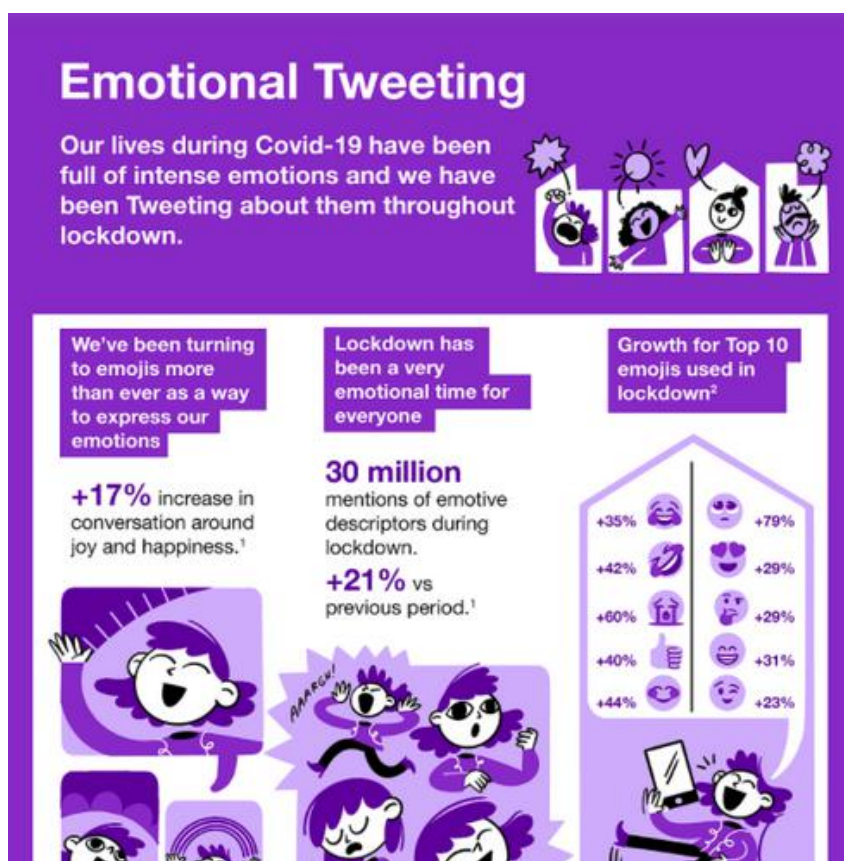 Emotional Tweeting
Our lives during Covid-19 have been
full of intense emotions and we have
been Tweeting about them throughout
lockdown.
We've been turning
to emojis more
than ever as a way
to express our
emotions
+17% increase in
conversation around
joy and happiness.¹
Lockdown has
been a very
emotional time for
everyone
30 million
mentions of emotive
descriptors during
lockdown.
+21% vs
previous period.¹
AAARGH!
Growth for Top 10
emojis used in
lockdown²
+35% +79%
+42% +29%
+60% +29%
+40% +31%
+44% +23%